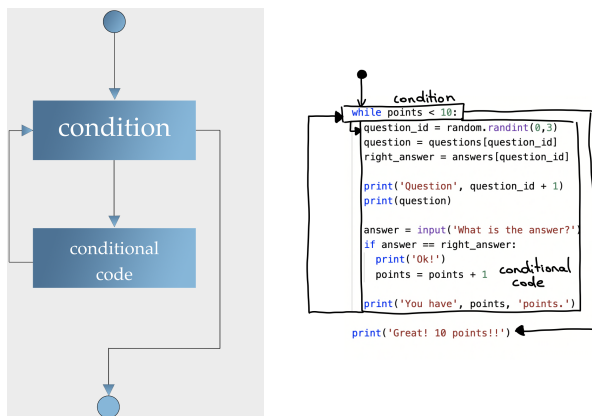 condition
conditional
code
condition
while points < 10:
question_id = random.randint(0,3)
question = questions[question_id]
right_answer = answers[question_id]
print('Question', question_id + 1)
print(question)
answer = input('What is the answer?')
if answer == right_answer:
print('Ok!')
points = points + 1
conditional
code
print('You have', points, 'points.')
print('Great! 10 points!!')